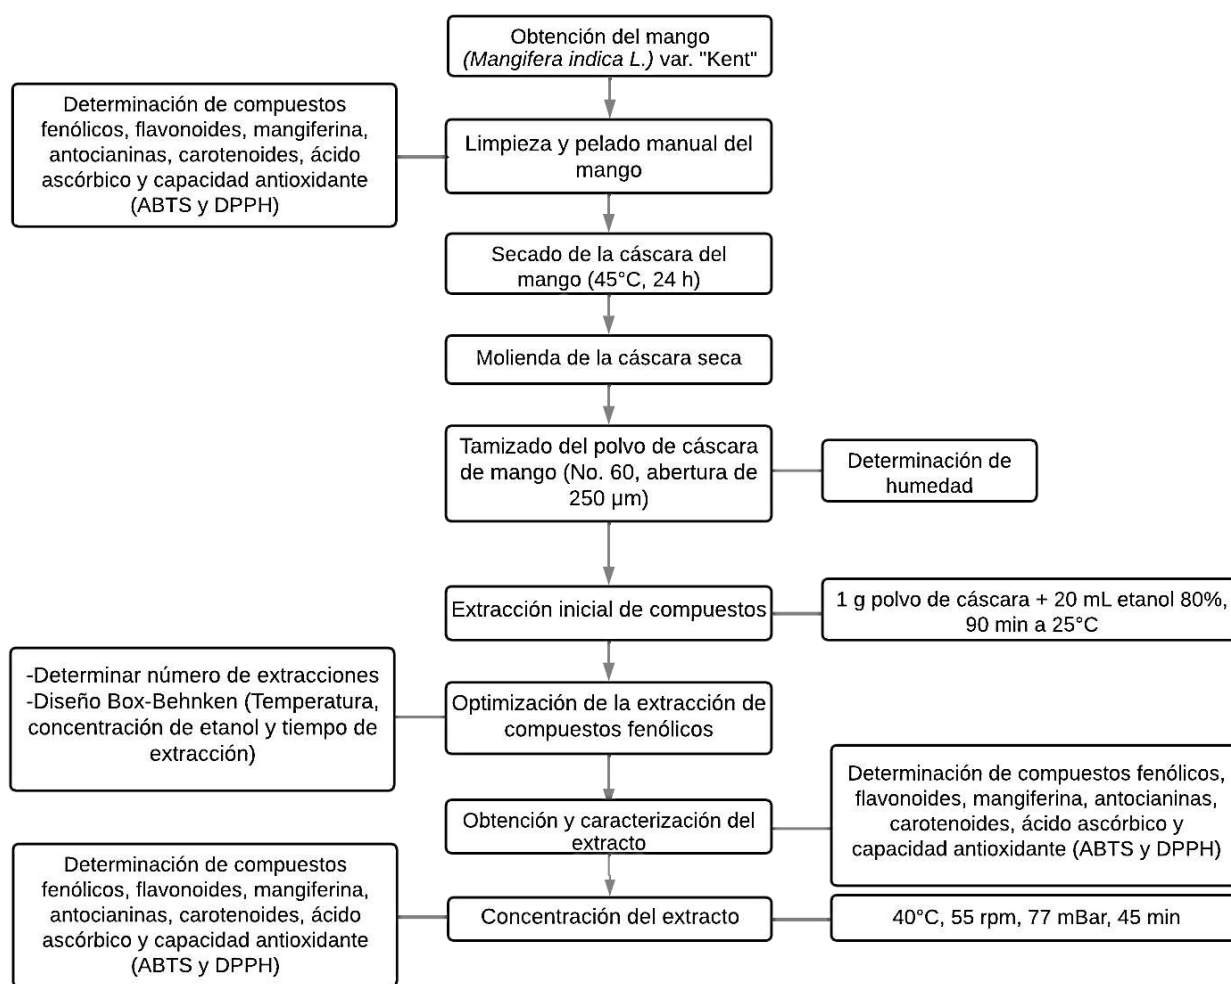 Obtención del mango
(Mangifera indica L.) var. "Kent"
Determinación de compuestos
fenólicos, flavonoides, mangiferina,
antocianinas, carotenoides, ácido
ascórbico y capacidad antioxidante
(ABTS y DPPH)
Limpieza y pelado manual del
mango
Secado de la cáscara del
mango (45°C, 24 h)
Molienda de la cáscara seca
Tamizado del polvo de cáscara
de mango (No. 60, abertura de
250 µm)
Determinación de
humedad
Extracción inicial de compuestos
1 g polvo de cáscara + 20 mL etanol 80%,
90 min a 25°C
-Determinar número de extracciones
-Diseño Box-Behnken (Temperatura,
concentración de etanol y tiempo de
extracción)
Optimización de la extracción de
compuestos fenólicos
Obtención y caracterización del
extracto
Determinación de compuestos fenólicos,
flavonoides, mangiferina, antocianinas,
carotenoides, ácido ascórbico y
capacidad antioxidante (ABTS y DPPH)
Determinación de compuestos
fenólicos, flavonoides, mangiferina,
antocianinas, carotenoides, ácido
ascórbico y capacidad antioxidante
(ABTS y DPPH)
Concentración del extracto
40°C, 55 rpm, 77 mBar, 45 min